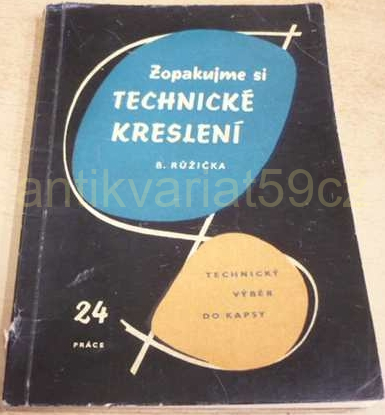 Zopakujme si
TECHNICKÉ
KRESLENÍ
B. RŮŽIČKA
antikvariat59cz
TECHNICKÝ
VÝBĚR
DO KAPSY
24
PRÁCE